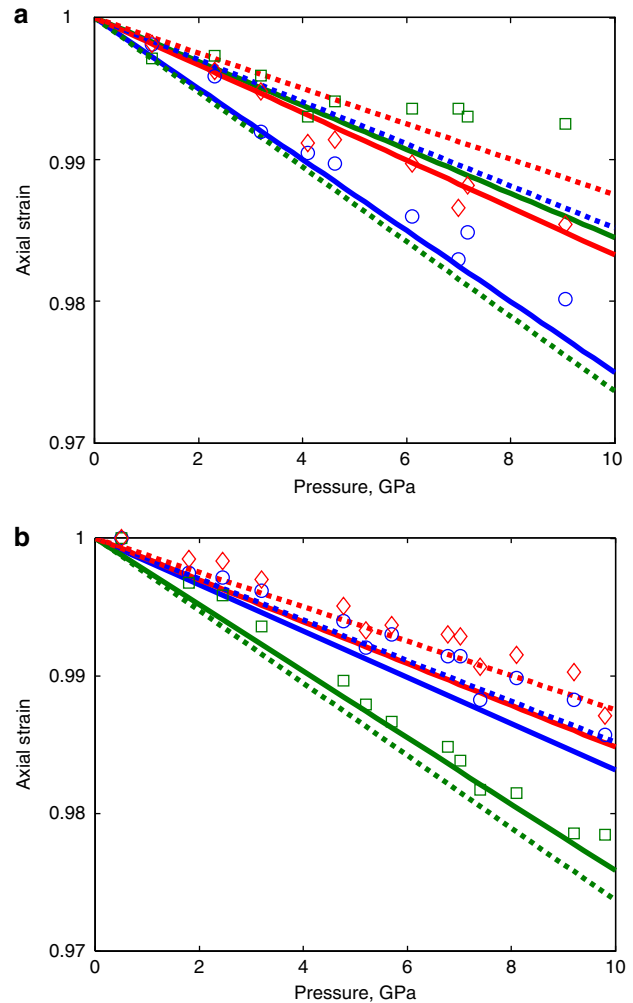 a
1
0.99
0.98
0.97
Axial strain
0 2 4 6 8 10
Pressure, GPa
b
1
0.99
0.98
0.97
Axial strain
0 2 4 6 8 10
Pressure, GPa